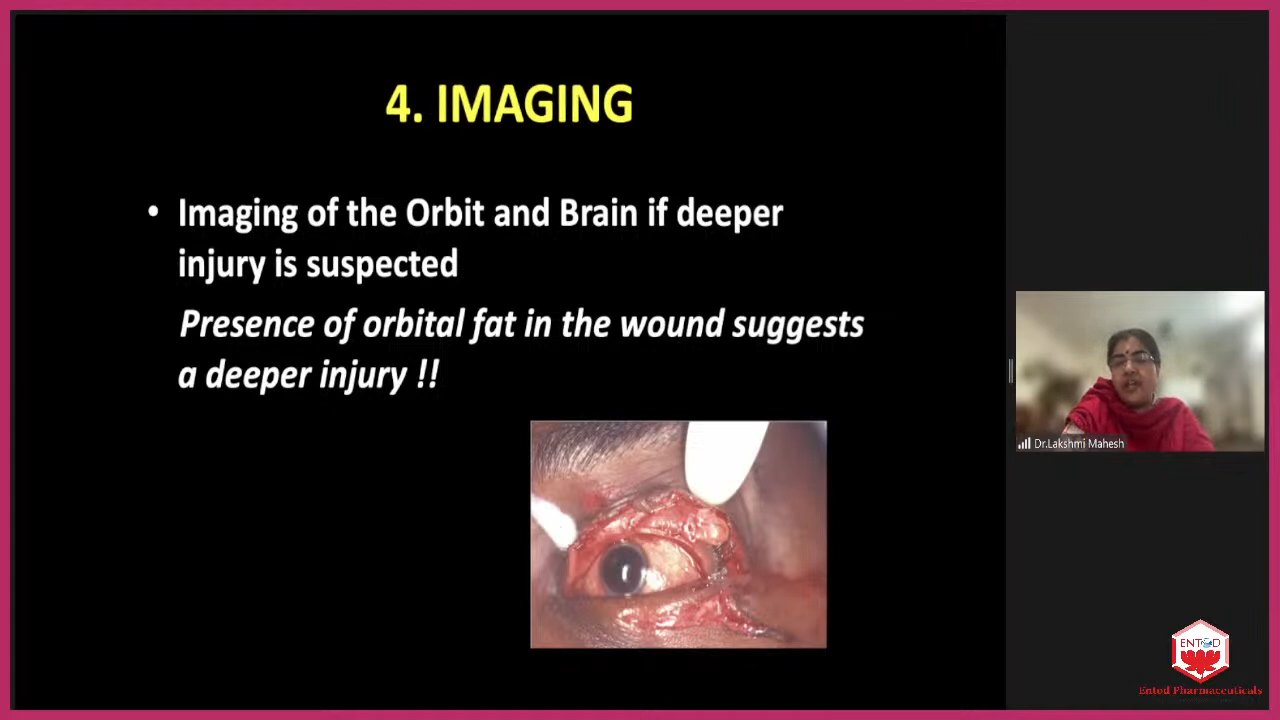 4. IMAGING
• Imaging of the Orbit and Brain if deeper
injury is suspected
Presence of orbital fat in the wound suggests
a deeper injury !!
Dr.Lakshmi Mahesh
ENTOD
Entod Pharmaceuticals